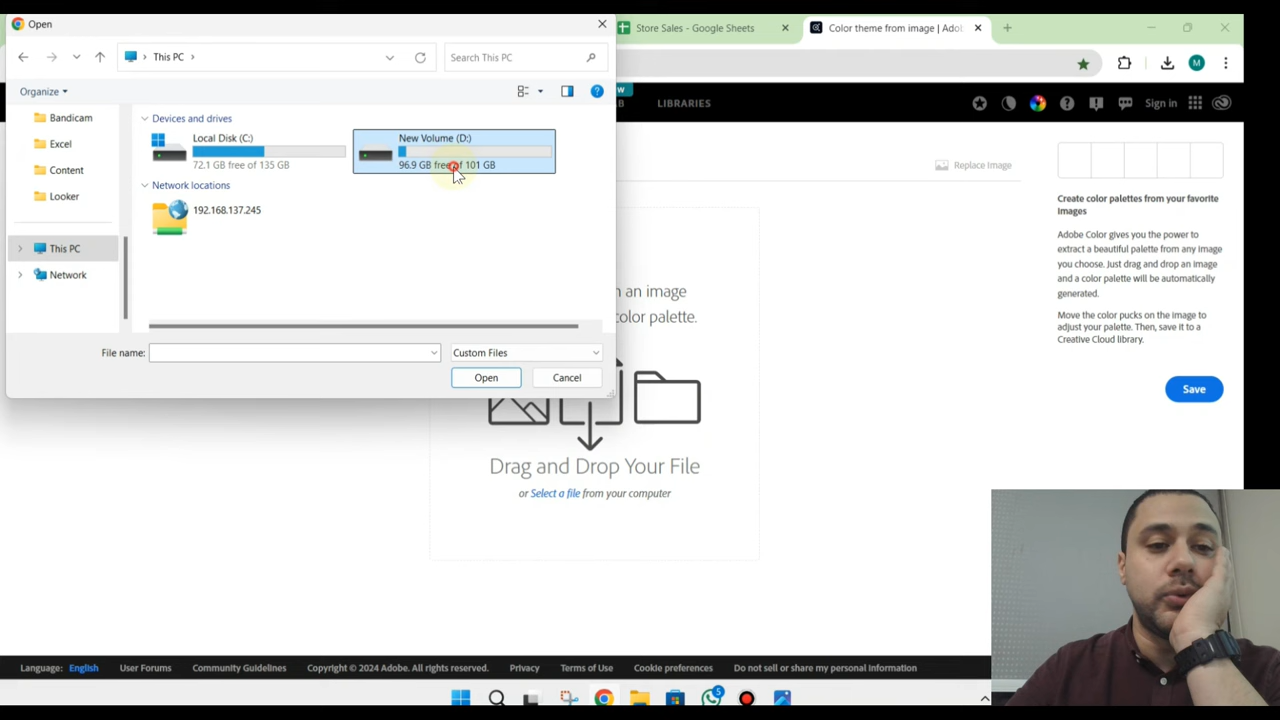 Open
Store Sales - Google Sheets
Color theme from image | Ado
This PC
Search This PC
Organize
LIBRARIES
Sign in
Bandicam
Excel
Content
Looker
This PC
Network
Devices and drives
Local Disk (C:)
72.1 GB free of 135 GB
New Volume (D:)
96.9 GB free of 101 GB
Network locations
192.168.137.245
File name:
Custom Files
Open
Cancel
Replace Image
an image
color palette.
Drag and Drop Your File
or Select a file from your computer
Create color palettes from your favorite
images
Adobe Color gives you the power to
extract a beautiful palette from any image
you choose. Just drag and drop an image
and a color palette will be automatically
generated.
Move the color pucks on the image to
adjust your palette. Then, save it to a
Creative Cloud library.
Save
Language: English
User Forums
Community Guidelines
Copyright © 2024 Adobe. All rights reserved.
Privacy
Terms of Use
Cookie preferences
Do not sell or share my personal information
M
5